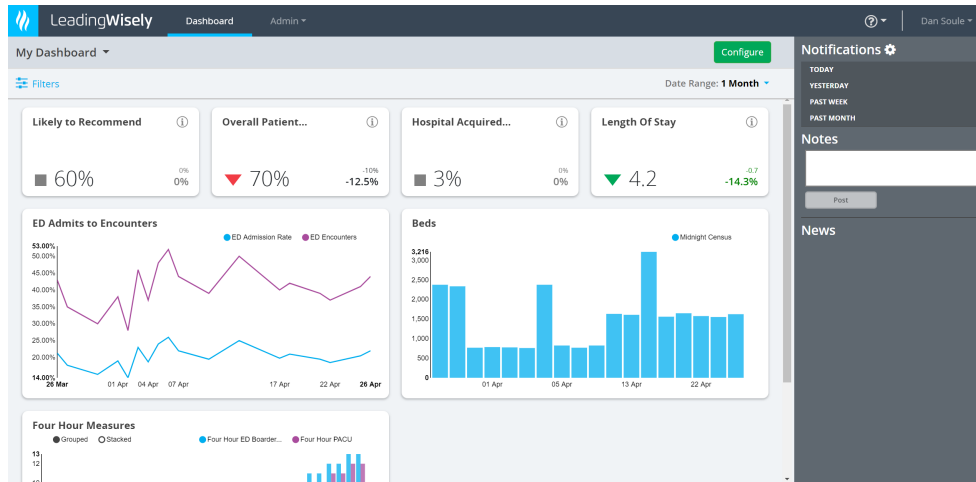 LeadingWisely Dashboard Admin Dan Soule
My Dashboard Configure
Filters Date Range: 1 Month
Likely to Recommend
60% 0% 0%
Overall Patient...
70% -10% -12.5%
Hospital Acquired...
3% 0% 0%
Length Of Stay
4.2 -0.7 -14.3%
ED Admits to Encounters
ED Admission Rate ED Encounters
53.00%
50.00%
45.00%
40.00%
35.00%
30.00%
25.00%
20.00%
14.00%
26 Mar 01 Apr 04 Apr 07 Apr 17 Apr 22 Apr 26 Apr
Beds
Midnight Census
3,216
3,000
2,500
2,000
1,500
1,000
500
0
01 Apr 05 Apr 13 Apr 22 Apr
Four Hour Measures
Grouped Stacked Four Hour ED Boarder... Four Hour PACU
13
12
Notifications
TODAY
YESTERDAY
PAST WEEK
PAST MONTH
Notes
Post
News